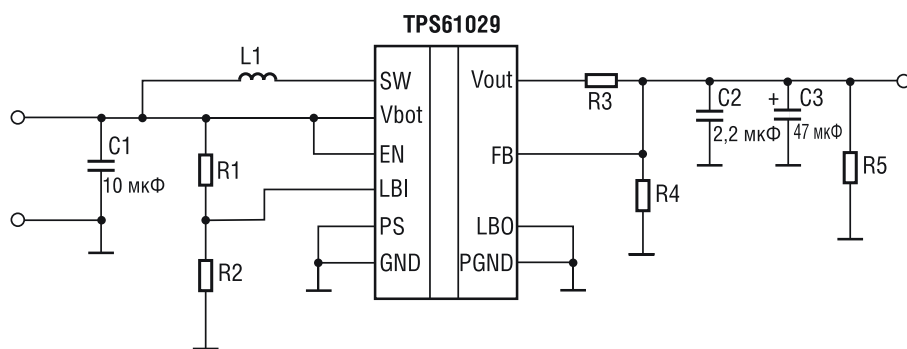 TPS61029
L1
SW
Vout
R3
C2
2,2 мкФ
+
C3
47 мкФ
Vbot
C1
10 мкФ
R1
EN
FB
R5
LBI
R4
PS
LBO
R2
GND
PGND